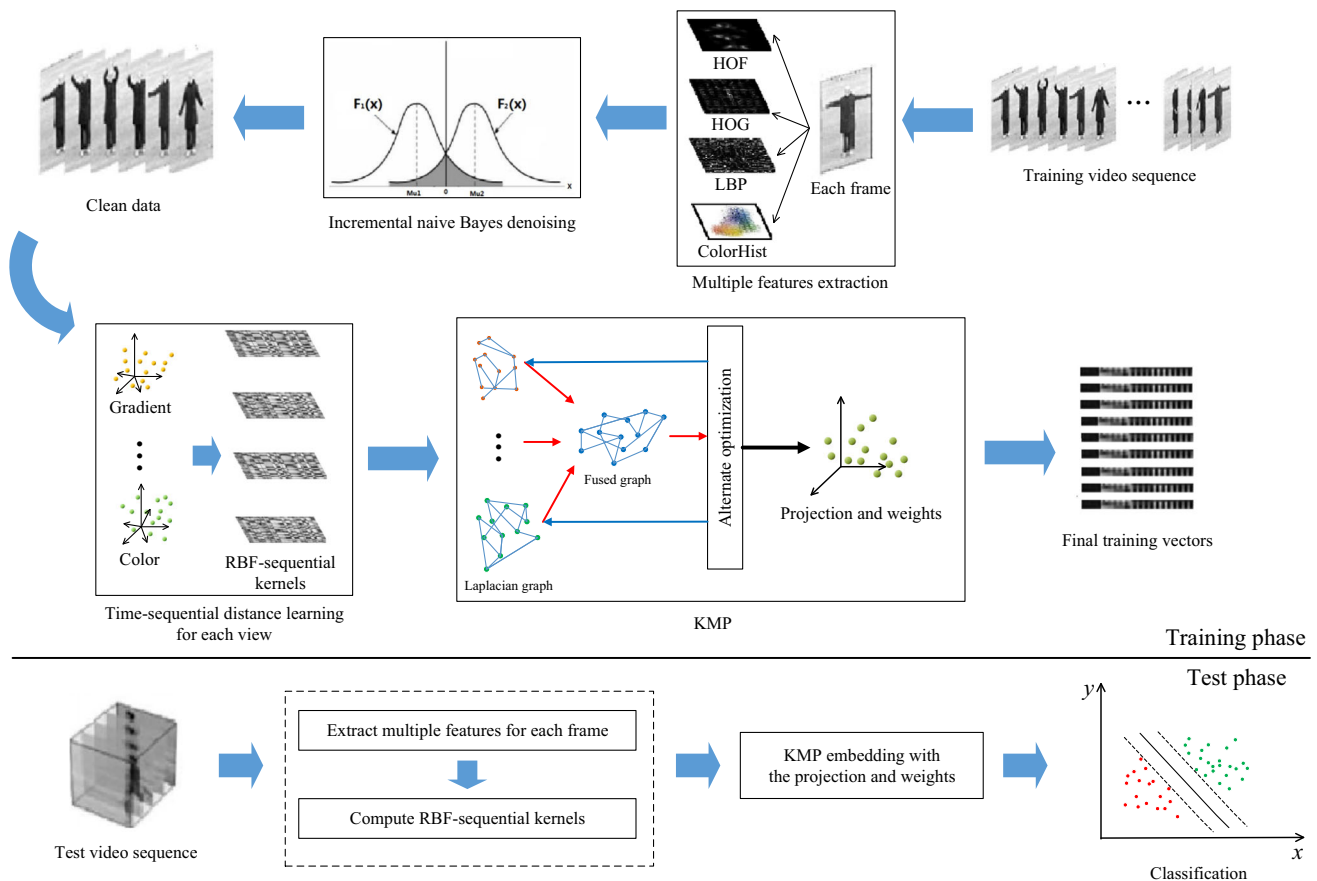 HOF
HOG
LBP
ColorHist
Each frame
...
F₁(x)
F₂(x)
Mu1
0
Mu2
x
Training video sequence
Clean data
Incremental naive Bayes denoising
Multiple features extraction
Gradient
Color
RBF-sequential
kernels
Time-sequential distance learning
for each view
Laplacian graph
Fused graph
Alternate optimization
Projection and weights
KMP
Final training vectors
Training phase
Test phase
Test video sequence
Extract multiple features for each frame
Compute RBF-sequential kernels
KMP embedding with
the projection and weights
y
x
Classification